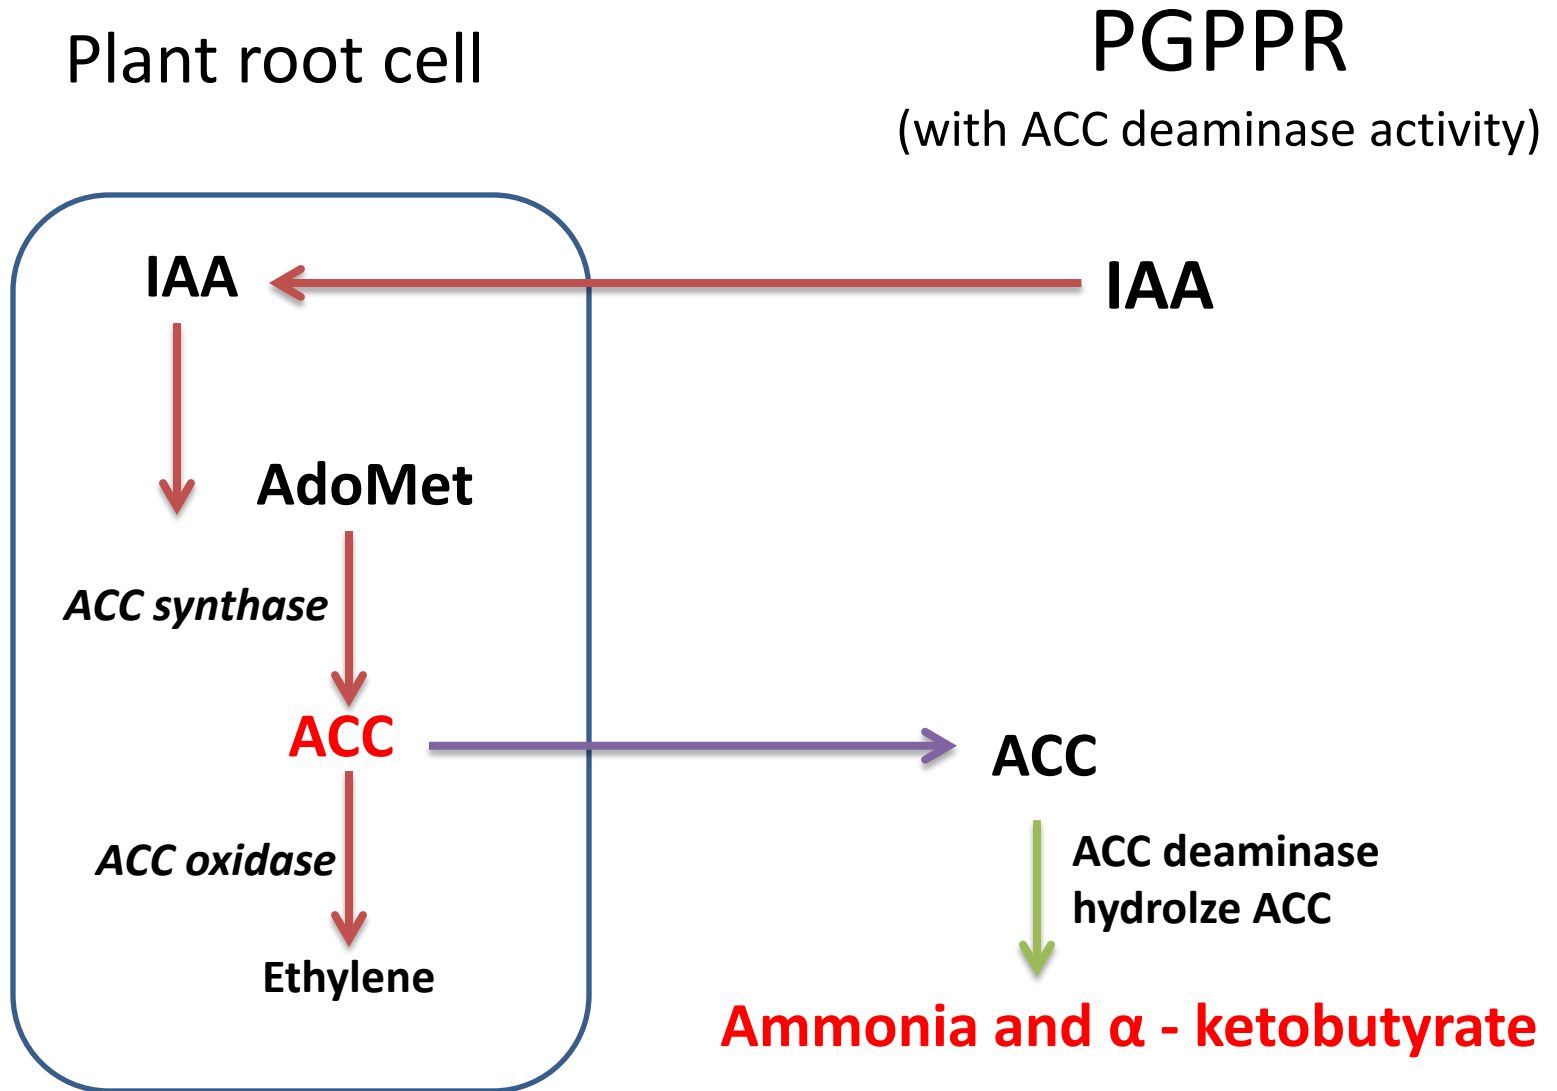 Plant root cell
PGPPR
(with ACC deaminase activity)
IAA
IAA
AdoMet
ACC synthase
ACC
ACC
ACC oxidase
ACC deaminase
hydrolze ACC
Ethylene
Ammonia and α - ketobutyrate